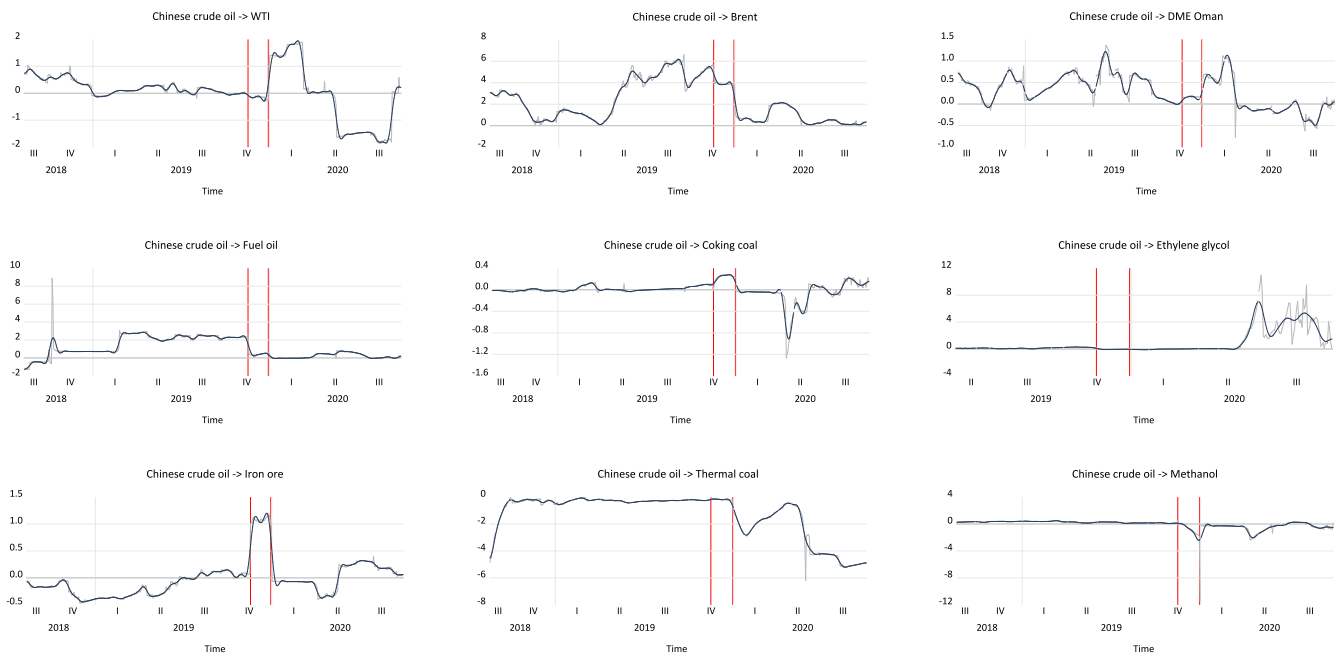 Chinese crude oil -> WTI
2
1
0
-1
-2
III IV I II III IV I II III
2018 2019 2020
Time
Chinese crude oil -> Brent
8
6
4
2
0
-2
III IV I II III IV I II III
2018 2019 2020
Time
Chinese crude oil -> DME Oman
1.5
1.0
0.5
0.0
-0.5
-1.0
III IV I II III IV I II III
2018 2019 2020
Time
Chinese crude oil -> Fuel oil
10
8
6
4
2
0
-2
III IV I II III IV I II III
2018 2019 2020
Time
Chinese crude oil -> Coking coal
0.4
0.0
-0.4
-0.8
-1.2
-1.6
III IV I II III IV I II III
2018 2019 2020
Time
Chinese crude oil -> Ethylene glycol
12
8
4
0
-4
II III IV I II III
2019 2020
Time
Chinese crude oil -> Iron ore
1.5
1.0
0.5
0.0
-0.5
III IV I II III IV I II III
2018 2019 2020
Time
Chinese crude oil -> Thermal coal
0
-2
-4
-6
-8
III IV I II III IV I II III
2018 2019 2020
Time
Chinese crude oil -> Methanol
4
0
-4
-8
-12
III IV I II III IV I II III
2018 2019 2020
Time